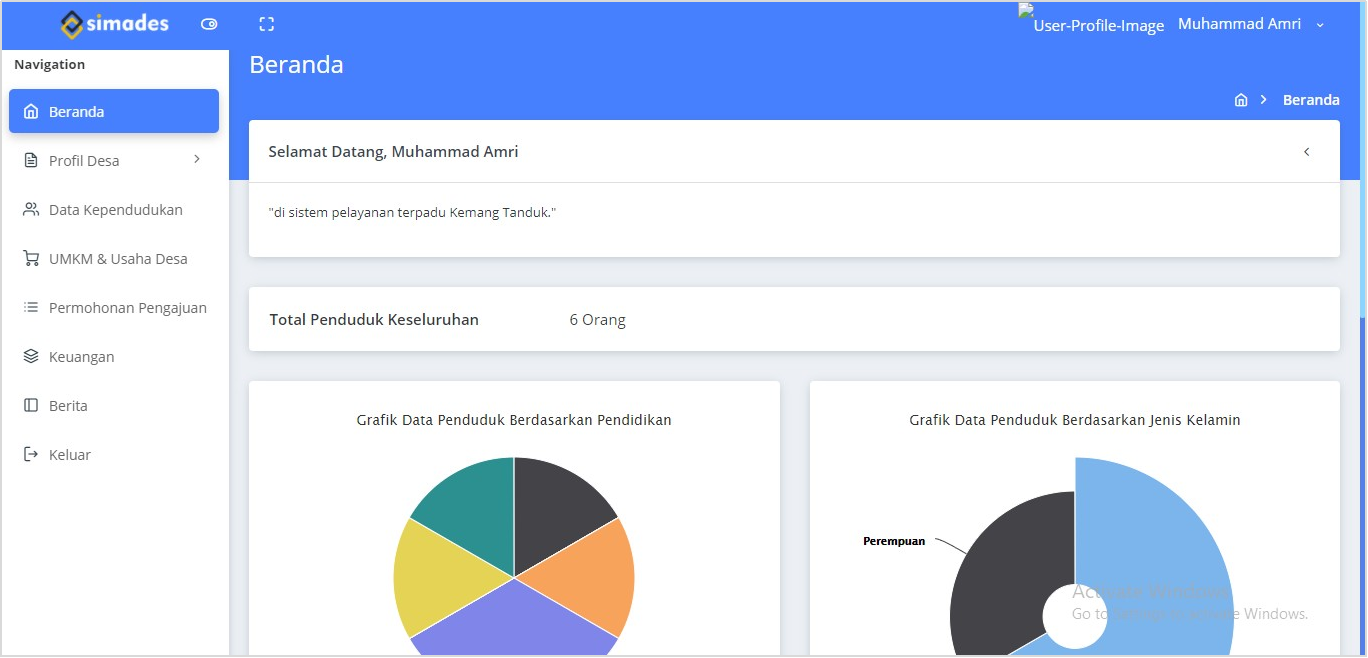 simades
User-Profile-Image
Muhammad Amri
Navigation
Beranda
Beranda
Beranda
Profil Desa
Data Kependudukan
UMKM & Usaha Desa
Permohonan Pengajuan
Keuangan
Berita
Keluar
Selamat Datang, Muhammad Amri
"di sistem pelayanan terpadu Kemang Tanduk."
Total Penduduk Keseluruhan 6 Orang
Grafik Data Penduduk Berdasarkan Pendidikan
Grafik Data Penduduk Berdasarkan Jenis Kelamin
Perempuan
Activate Windows
Go to Settings to activate Windows.